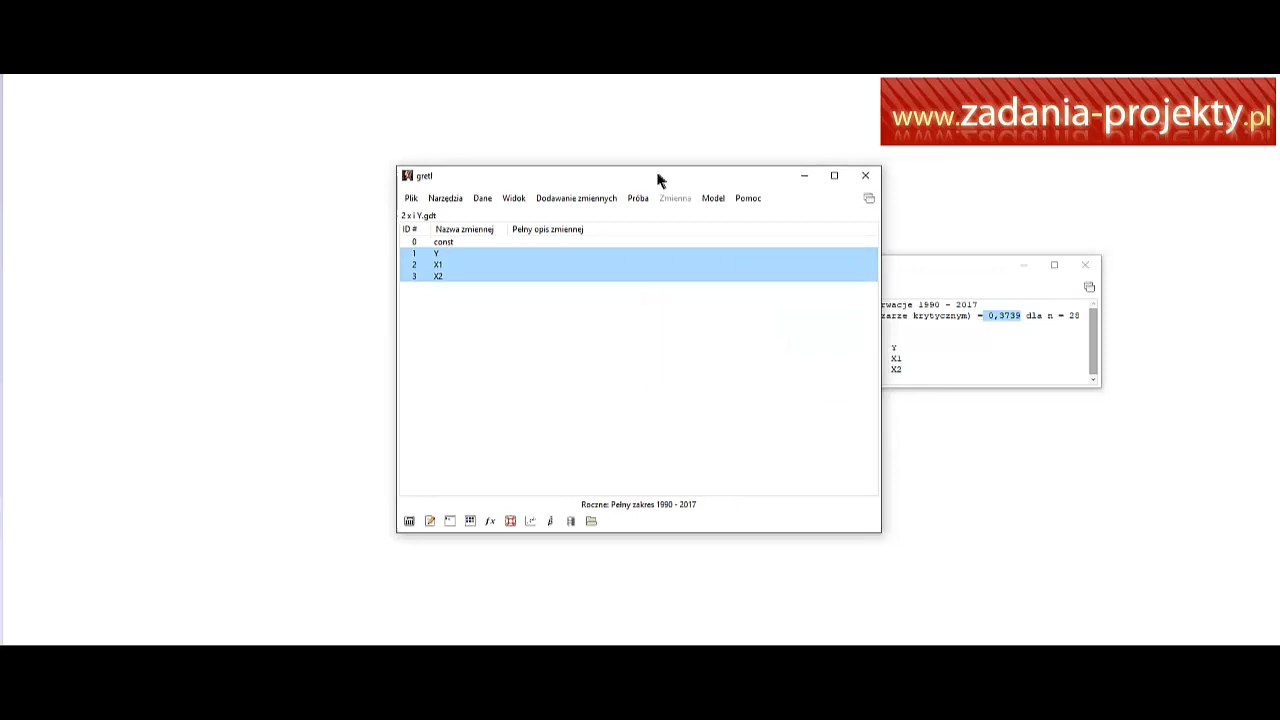 www.zadania-projekty.pl
gretl
Plik Narzędzia Dane Widok Dodawanie zmiennych Próba Zmienna Model Pomoc
2 x i Y.gdt
ID # Nazwa zmiennej Pełny opis zmiennej
0 const
1 Y
2 X1
3 X2
rwacje 1990 - 2017
zarze krytycznym) = 0,3739 dla n = 28
Y
X1
X2
Roczne: Pełny zakres 1990 - 2017